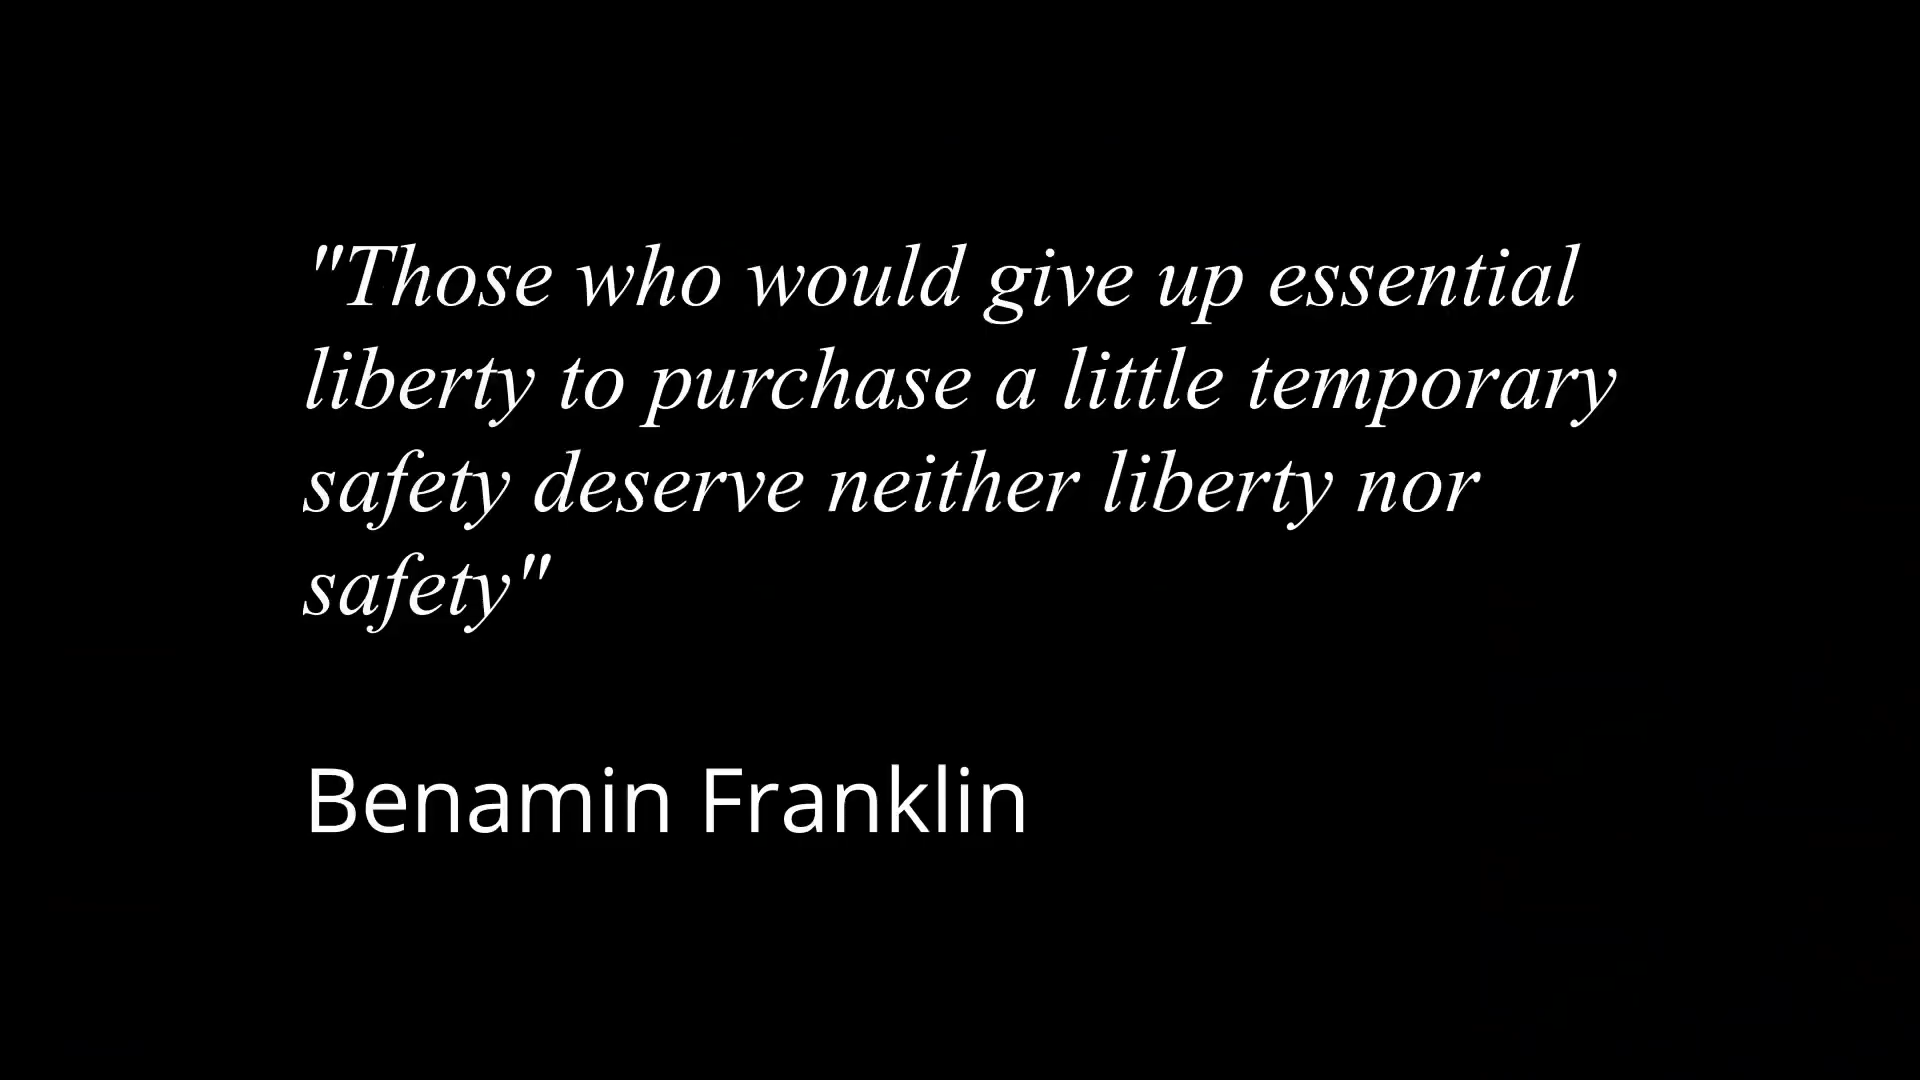 "Those who would give up essential
liberty to purchase a little temporary
safety deserve neither liberty nor
safety"
Benamin Franklin